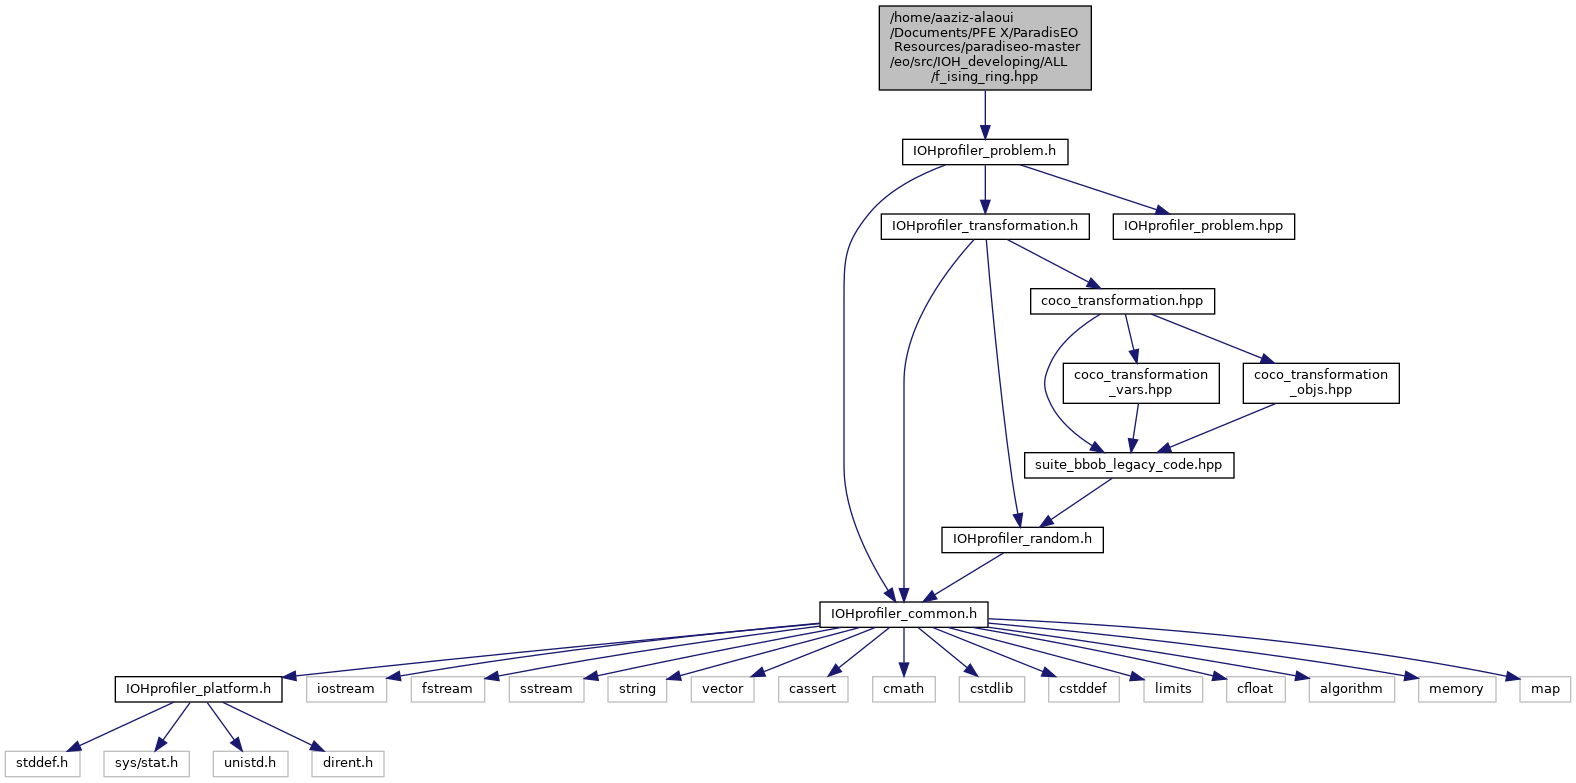 /home/aaziz-alaoui
/Documents/PFE X/ParadisEO
Resources/paradiseo-master
/eo/src/IOH_developing/ALL
/f_ising_ring.hpp
IOHprofiler_problem.h
IOHprofiler_transformation.h
IOHprofiler_problem.hpp
coco_transformation.hpp
coco_transformation
_vars.hpp
coco_transformation
_objs.hpp
suite_bbob_legacy_code.hpp
IOHprofiler_random.h
IOHprofiler_common.h
IOHprofiler_platform.h
iostream
fstream
sstream
string
vector
cassert
cmath
cstdlib
cstddef
limits
cfloat
algorithm
memory
map
stddef.h
sys/stat.h
unistd.h
dirent.h